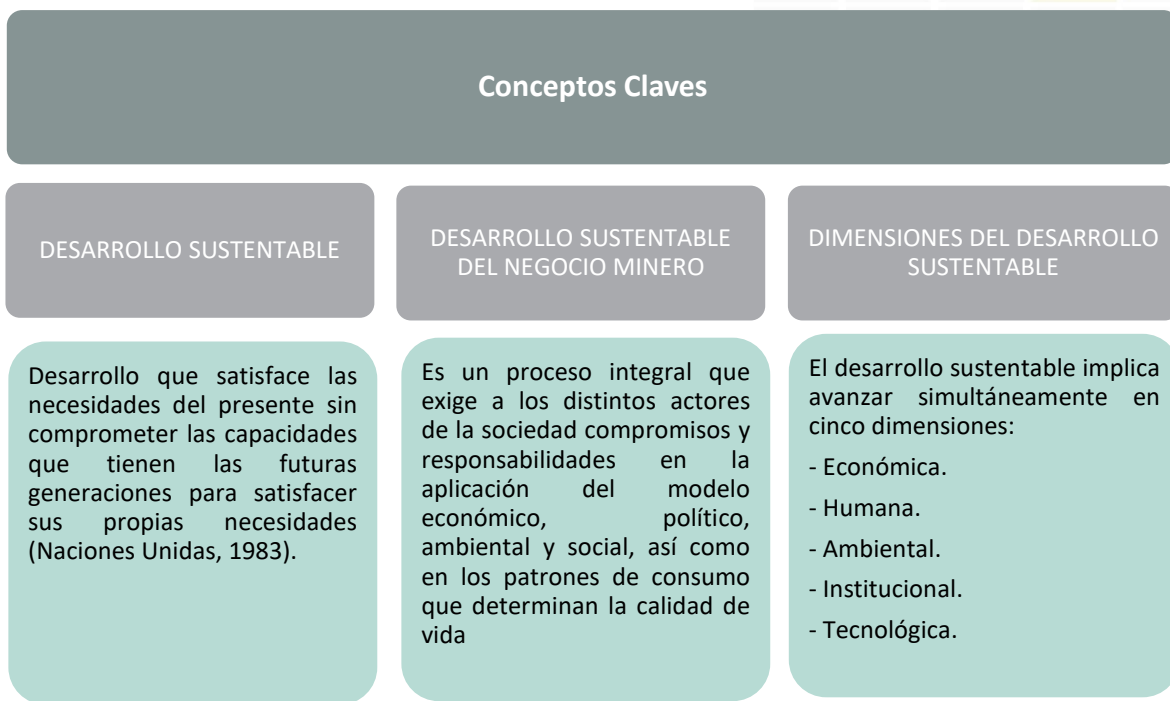 Conceptos Claves
DESARROLLO SUSTENTABLE
Desarrollo que satisface las
necesidades del presente sin
comprometer las capacidades
que tienen las futuras
generaciones para satisfacer
sus propias necesidades
(Naciones Unidas, 1983).
DESARROLLO SUSTENTABLE
DEL NEGOCIO MINERO
Es un proceso integral que
exige a los distintos actores
de la sociedad compromisos y
responsabilidades en la
aplicación del modelo
económico, político,
ambiental y social, así como
en los patrones de consumo
que determinan la calidad de
vida
DIMENSIONES DEL DESARROLLO
SUSTENTABLE
El desarrollo sustentable implica
avanzar simultáneamente en
cinco dimensiones:
- Económica.
- Humana.
- Ambiental.
- Institucional.
- Tecnológica.